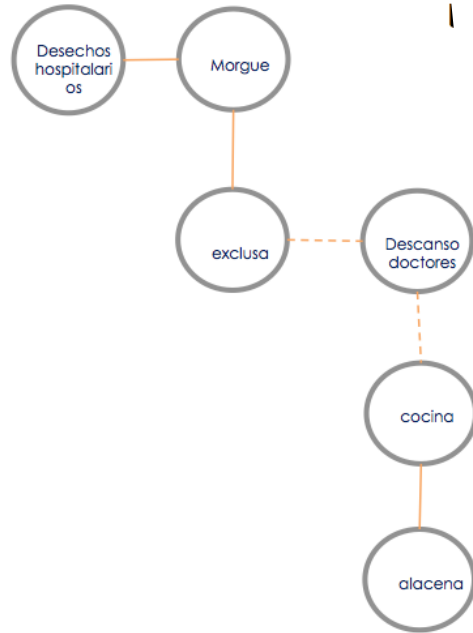 Desechos
hospitalari
os
Morgue
exclusa
Descanso
doctores
cocina
alacena